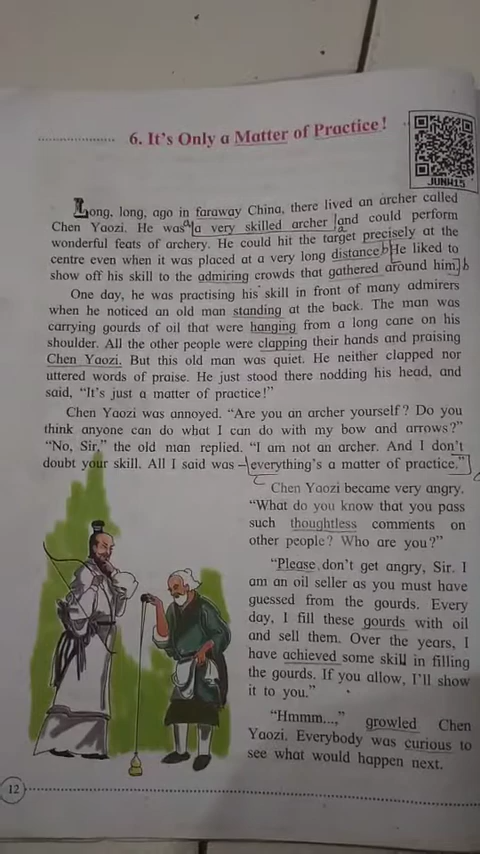 6. It's Only a Matter of Practice!
JUNW15
Long, long, ago in faraway China, there lived an archer called
Chen Yaozi. He was a very skilled archer and could perform
wonderful feats of archery. He could hit the target precisely at the
centre even when it was placed at a very long distance. He liked to
show off his skill to the admiring crowds that gathered around him.
One day, he was practising his skill in front of many admirers
when he noticed an old man standing at the back. The man was
carrying gourds of oil that were hanging from a long cane on his
shoulder. All the other people were clapping their hands and praising
Chen Yaozi. But this old man was quiet. He neither clapped nor
uttered words of praise. He just stood there nodding his head, and
said, “It's just a matter of practice!”
Chen Yaozi was annoyed. “Are you an archer yourself? Do you
think anyone can do what I can do with my bow and arrows?”
“No, Sir,” the old man replied. “I am not an archer. And I don't
doubt your skill. All I said was – everything's a matter of practice.”
Chen Yaozi became very angry.
“What do you know that you pass
such thoughtless comments on
other people? Who are you?”
“Please don't get angry, Sir. I
am an oil seller as you must have
guessed from the gourds. Every
day, I fill these gourds with oil
and sell them. Over the years, I
have achieved some skill in filling
the gourds. If you allow, I'll show
it to you.”
“Hmmm...,” growled Chen
Yaozi. Everybody was curious to
see what would happen next.
12